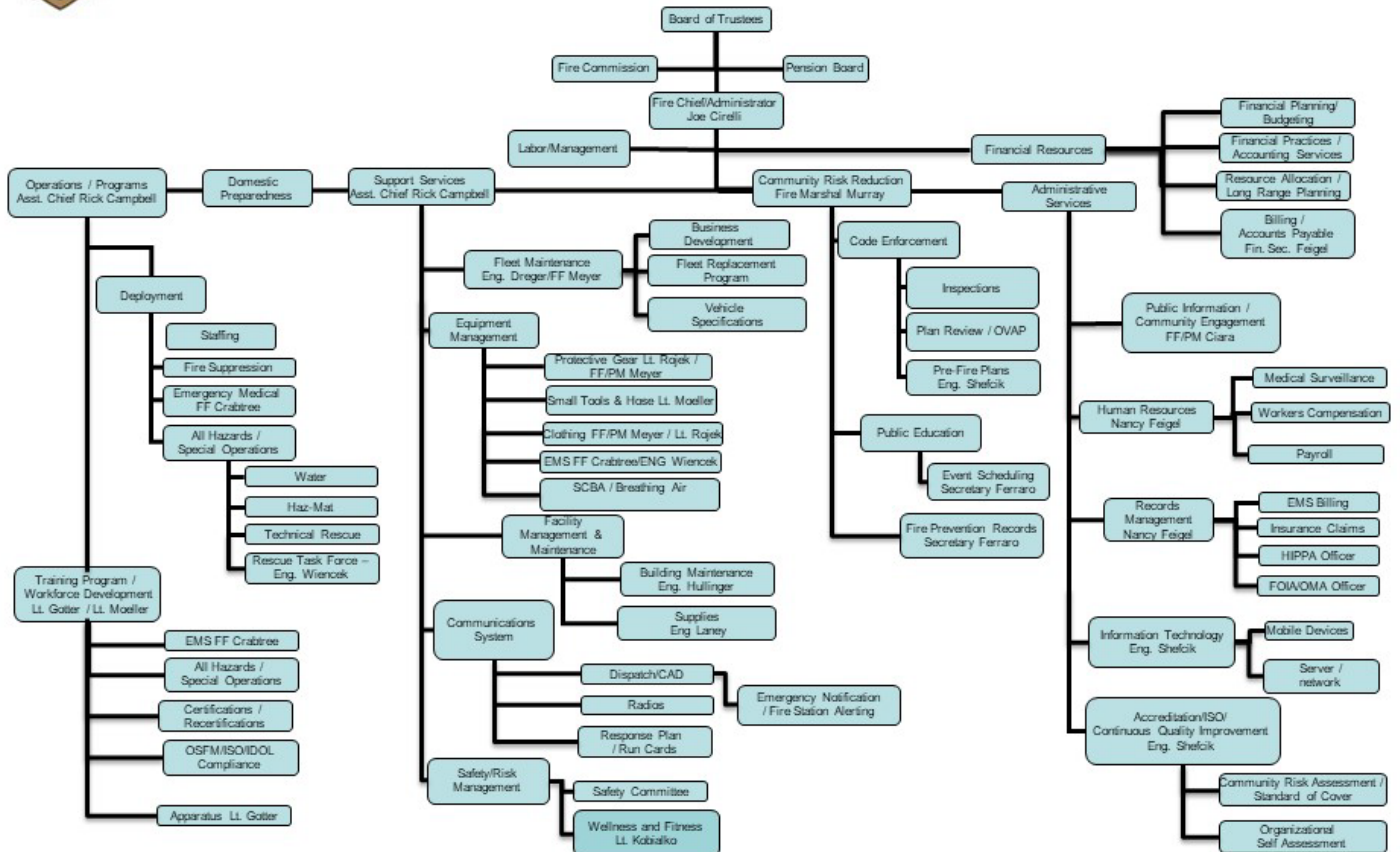 Board of Trustees
Fire Commission
Pension Board
Fire Chief/Administrator
Joe Cirelli
Labor/Management
Financial Resources
Financial Planning/
Budgeting
Financial Practices /
Accounting Services
Resource Allocation /
Long Range Planning
Billing /
Accounts Payable
Fin. Sec. Feigel
Operations / Programs
Asst. Chief Rick Campbell
Domestic
Preparedness
Support Services
Asst. Chief Rick Campbell
Community Risk Reduction
Fire Marshal Murray
Administrative
Services
Deployment
Staffing
Fire Suppression
Emergency Medical
FF Crabtree
All Hazards /
Special Operations
Water
Haz-Mat
Technical Rescue
Rescue Task Force –
Eng. Wiencek
Training Program /
Workforce Development
Lt. Gotter / Lt. Moeller
EMS FF Crabtree
All Hazards /
Special Operations
Certifications /
Recertifications
OSFM/ISO/IDOL
Compliance
Apparatus Lt. Gotter
Fleet Maintenance
Eng. Dreger/FF Meyer
Business
Development
Fleet Replacement
Program
Vehicle
Specifications
Equipment
Management
Protective Gear Lt. Rojek /
FF/PM Meyer
Small Tools & Hose Lt. Moeller
Clothing FF/PM Meyer / Lt. Rojek
EMS FF Crabtree/ENG Wiencek
SCBA / Breathing Air
Facility
Management &
Maintenance
Building Maintenance
Eng. Hullinger
Supplies
Eng Laney
Communications
System
Dispatch/CAD
Emergency Notification
/ Fire Station Alerting
Radios
Response Plan
/ Run Cards
Safety/Risk
Management
Safety Committee
Wellness and Fitness
Lt. Kobialko
Code Enforcement
Inspections
Plan Review / OVAP
Pre-Fire Plans
Eng. Shefcik
Public Education
Event Scheduling
Secretary Ferraro
Fire Prevention Records
Secretary Ferraro
Public Information /
Community Engagement
FF/PM Ciara
Human Resources
Nancy Feigel
Medical Surveillance
Workers Compensation
Payroll
Records
Management
Nancy Feigel
EMS Billing
Insurance Claims
HIPPA Officer
FOIA/OMA Officer
Information Technology
Eng. Shefcik
Mobile Devices
Server /
network
Accreditation/ISO/
Continuous Quality Improvement
Eng. Shefcik
Community Risk Assessment /
Standard of Cover
Organizational
Self Assessment